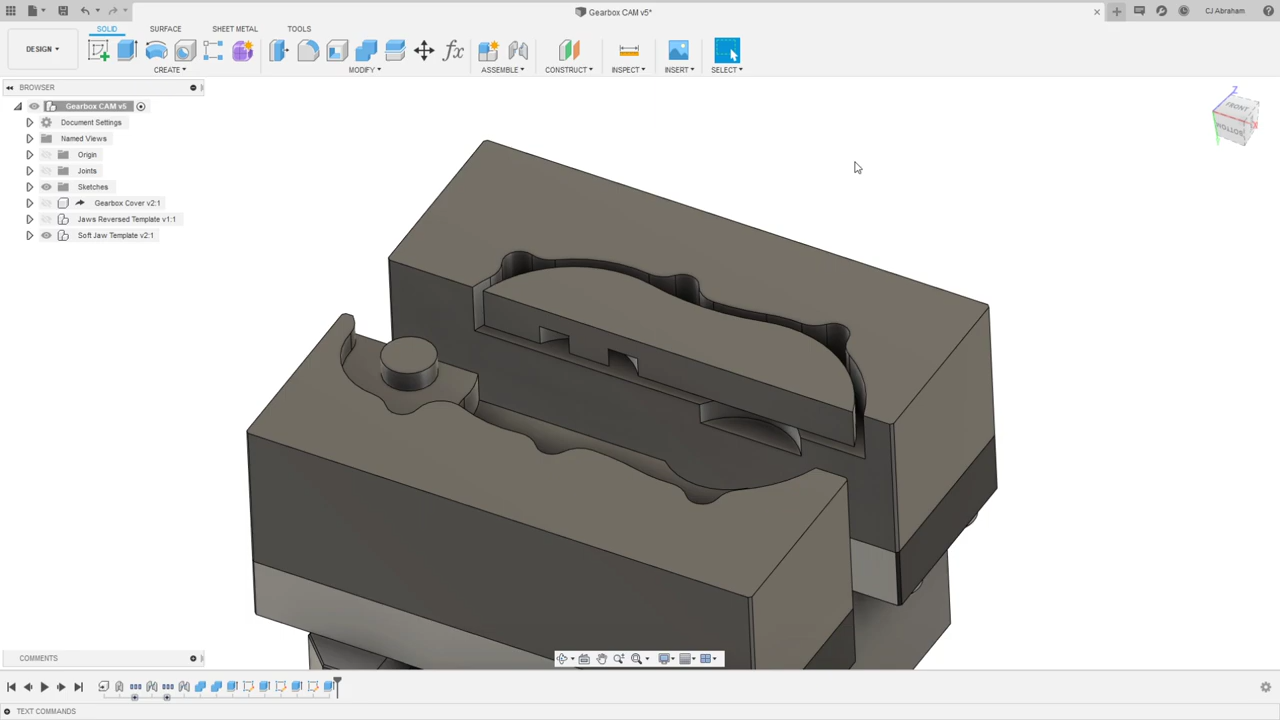 Gearbox CAM v5*
CJ Abraham
SOLID SURFACE SHEET METAL TOOLS
DESIGN
CREATE MODIFY ASSEMBLE CONSTRUCT INSPECT INSERT SELECT
BROWSER
Gearbox CAM v5
Document Settings
Named Views
Origin
Joints
Sketches
Gearbox Cover v2:1
Jaws Reversed Template v1:1
Soft Jaw Template v2:1
Z
FRONT
X
BOTTOM
COMMENTS
TEXT COMMANDS